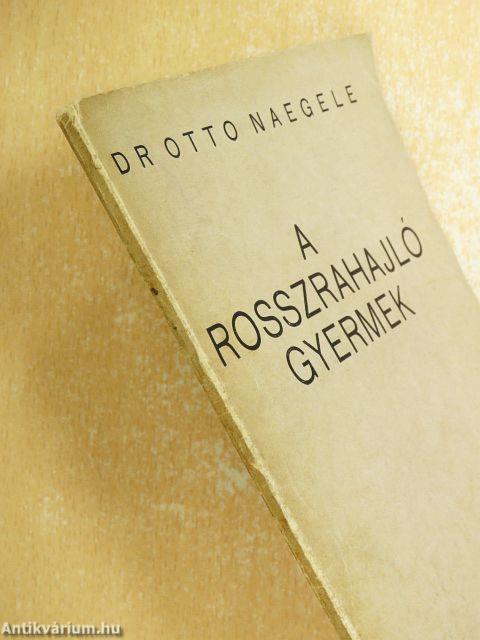 DR OTTO NAEGELE
A
ROSSZRAHAJLÓ
GYERMEK
Antikvárium.hu